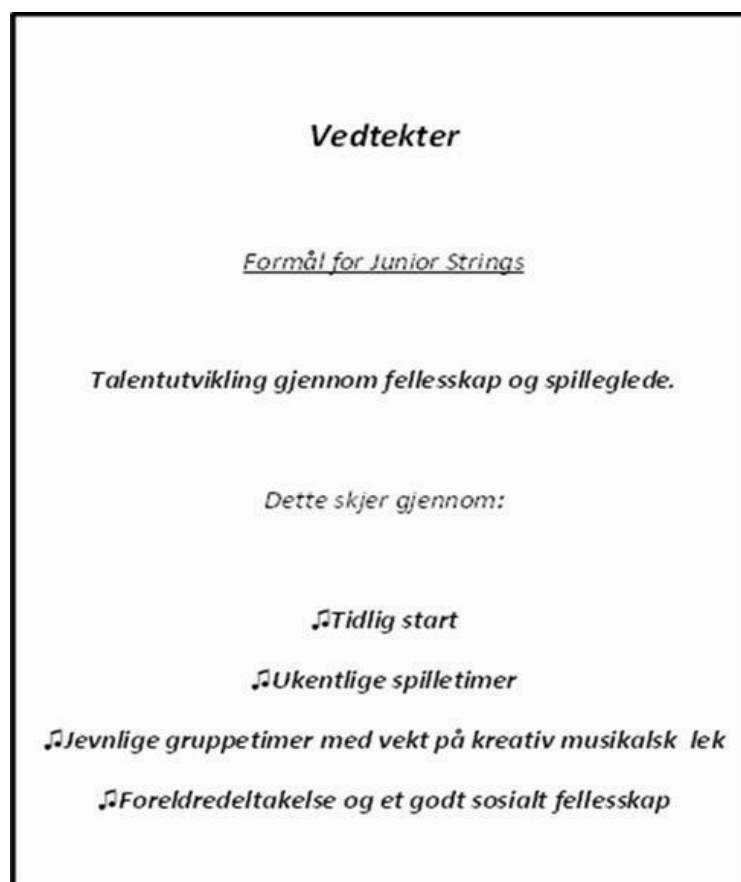 Vedtekter
Formål for Junior Strings
Talentutvikling gjennom fellesskap og spilleglede.
Dette skjer gjennom:
♫Tidlig start
♫Ukentlige spilletimer
♫Jevnlige gruppetimer med vekt på kreativ musikalsk lek
♫Foreldredeltakelse og et godt sosialt fellesskap